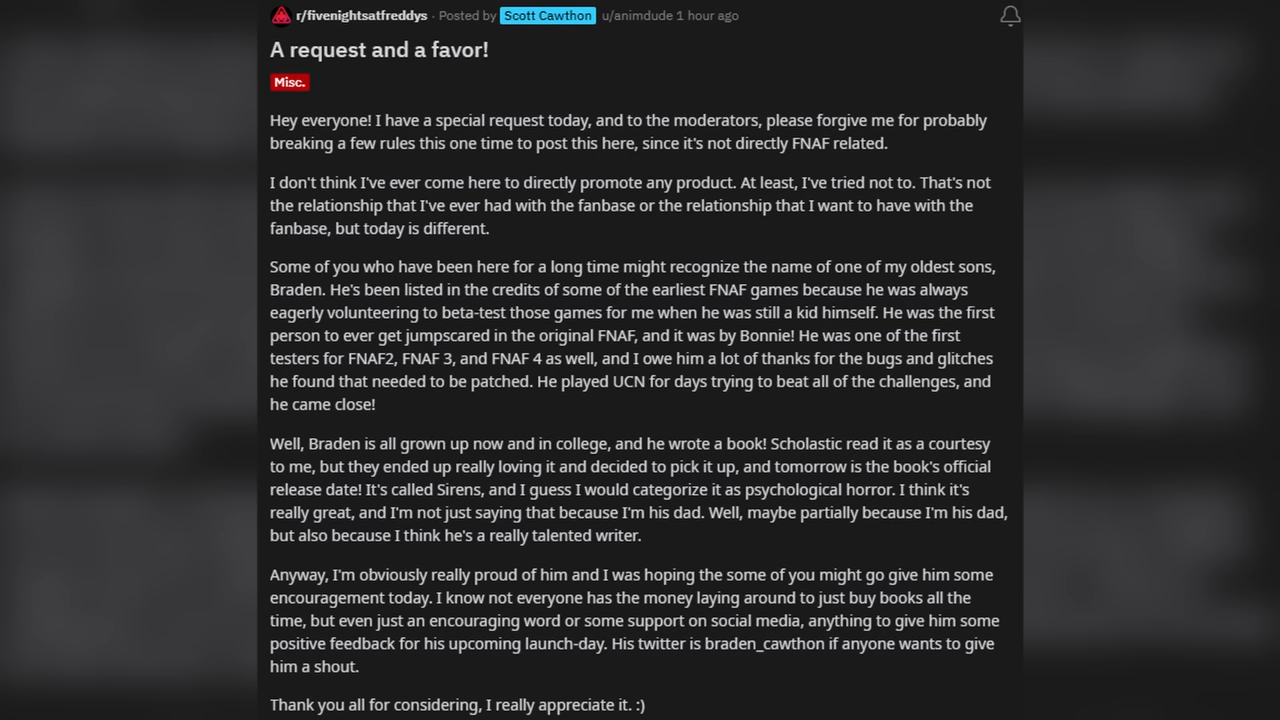 r/fivenightsatfreddys · Posted by Scott Cawthon u/animdude 1 hour ago
A request and a favor!
Misc.
Hey everyone! I have a special request today, and to the moderators, please forgive me for probably
breaking a few rules this one time to post this here, since it's not directly FNAF related.
I don't think I've ever come here to directly promote any product. At least, I've tried not to. That's not
the relationship that I've ever had with the fanbase or the relationship that I want to have with the
fanbase, but today is different.
Some of you who have been here for a long time might recognize the name of one of my oldest sons,
Braden. He's been listed in the credits of some of the earliest FNAF games because he was always
eagerly volunteering to beta-test those games for me when he was still a kid himself. He was the first
person to ever get jumpscared in the original FNAF, and it was by Bonnie! He was one of the first
testers for FNAF2, FNAF 3, and FNAF 4 as well, and I owe him a lot of thanks for the bugs and glitches
he found that needed to be patched. He played UCN for days trying to beat all of the challenges, and
he came close!
Well, Braden is all grown up now and in college, and he wrote a book! Scholastic read it as a courtesy
to me, but they ended up really loving it and decided to pick it up, and tomorrow is the book's official
release date! It's called Sirens, and I guess I would categorize it as psychological horror. I think it's
really great, and I'm not just saying that because I'm his dad. Well, maybe partially because I'm his dad,
but also because I think he's a really talented writer.
Anyway, I'm obviously really proud of him and I was hoping the some of you might go give him some
encouragement today. I know not everyone has the money laying around to just buy books all the
time, but even just an encouraging word or some support on social media, anything to give him some
positive feedback for his upcoming launch-day. His twitter is braden_cawthon if anyone wants to give
him a shout.
Thank you all for considering, I really appreciate it. :)